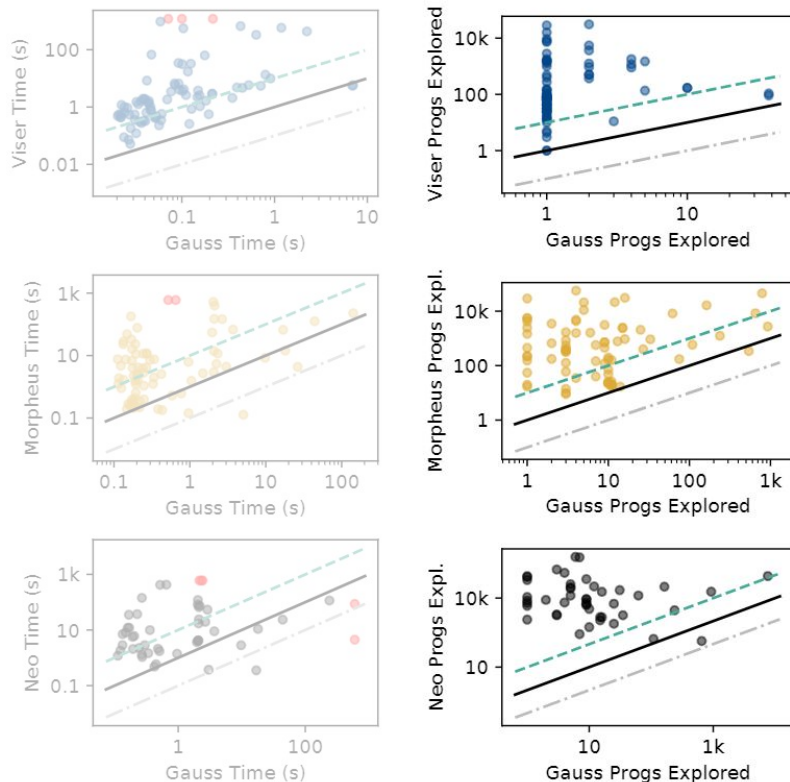 Viser Time (s)
100
1
0.01
0.1
1
10
Gauss Time (s)
Viser Progs Explored
10k
100
1
1
10
Gauss Progs Explored
Morpheus Time (s)
1k
10
0.1
0.1
1
10
100
Gauss Time (s)
Morpheus Progs Expl.
10k
100
1
1
10
100
1k
Gauss Progs Explored
Neo Time (s)
1k
10
0.1
1
100
Gauss Time (s)
Neo Progs Expl.
10k
10
10
1k
Gauss Progs Explored